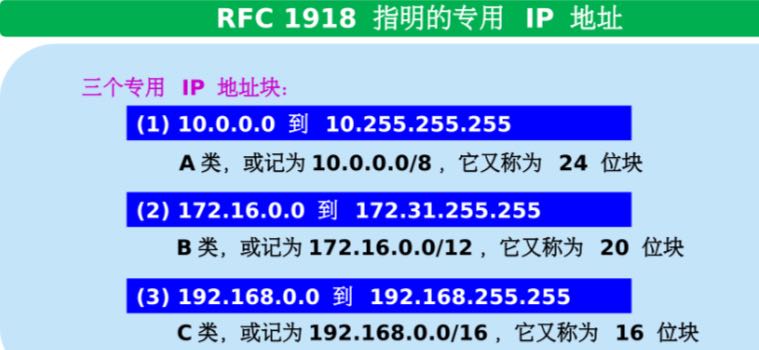 RFC 1918 指明的专用 IP 地址
三个专用 IP 地址块：
(1) 10.0.0.0 到 10.255.255.255
A 类，或记为 10.0.0.0/8 ，它又称为 24 位块
(2) 172.16.0.0 到 172.31.255.255
B 类，或记为 172.16.0.0/12 ，它又称为 20 位块
(3) 192.168.0.0 到 192.168.255.255
C 类，或记为 192.168.0.0/16 ，它又称为 16 位块